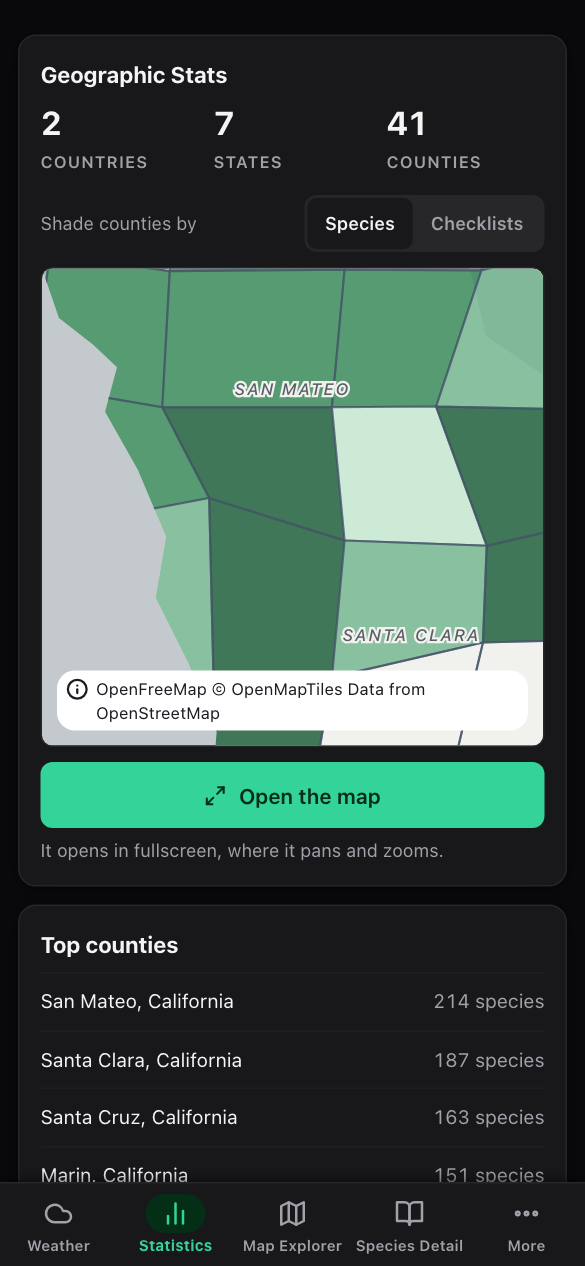 Geographic Stats
2 7 41
COUNTRIES STATES COUNTIES
Shade counties by Species Checklists
SAN MATEO
SANTA CLARA
OpenFreeMap © OpenMapTiles Data from
OpenStreetMap
Open the map
It opens in fullscreen, where it pans and zooms.
Top counties
San Mateo, California 214 species
Santa Clara, California 187 species
Santa Cruz, California 163 species
Marin, California 151 species
Weather Statistics Map Explorer Species Detail More